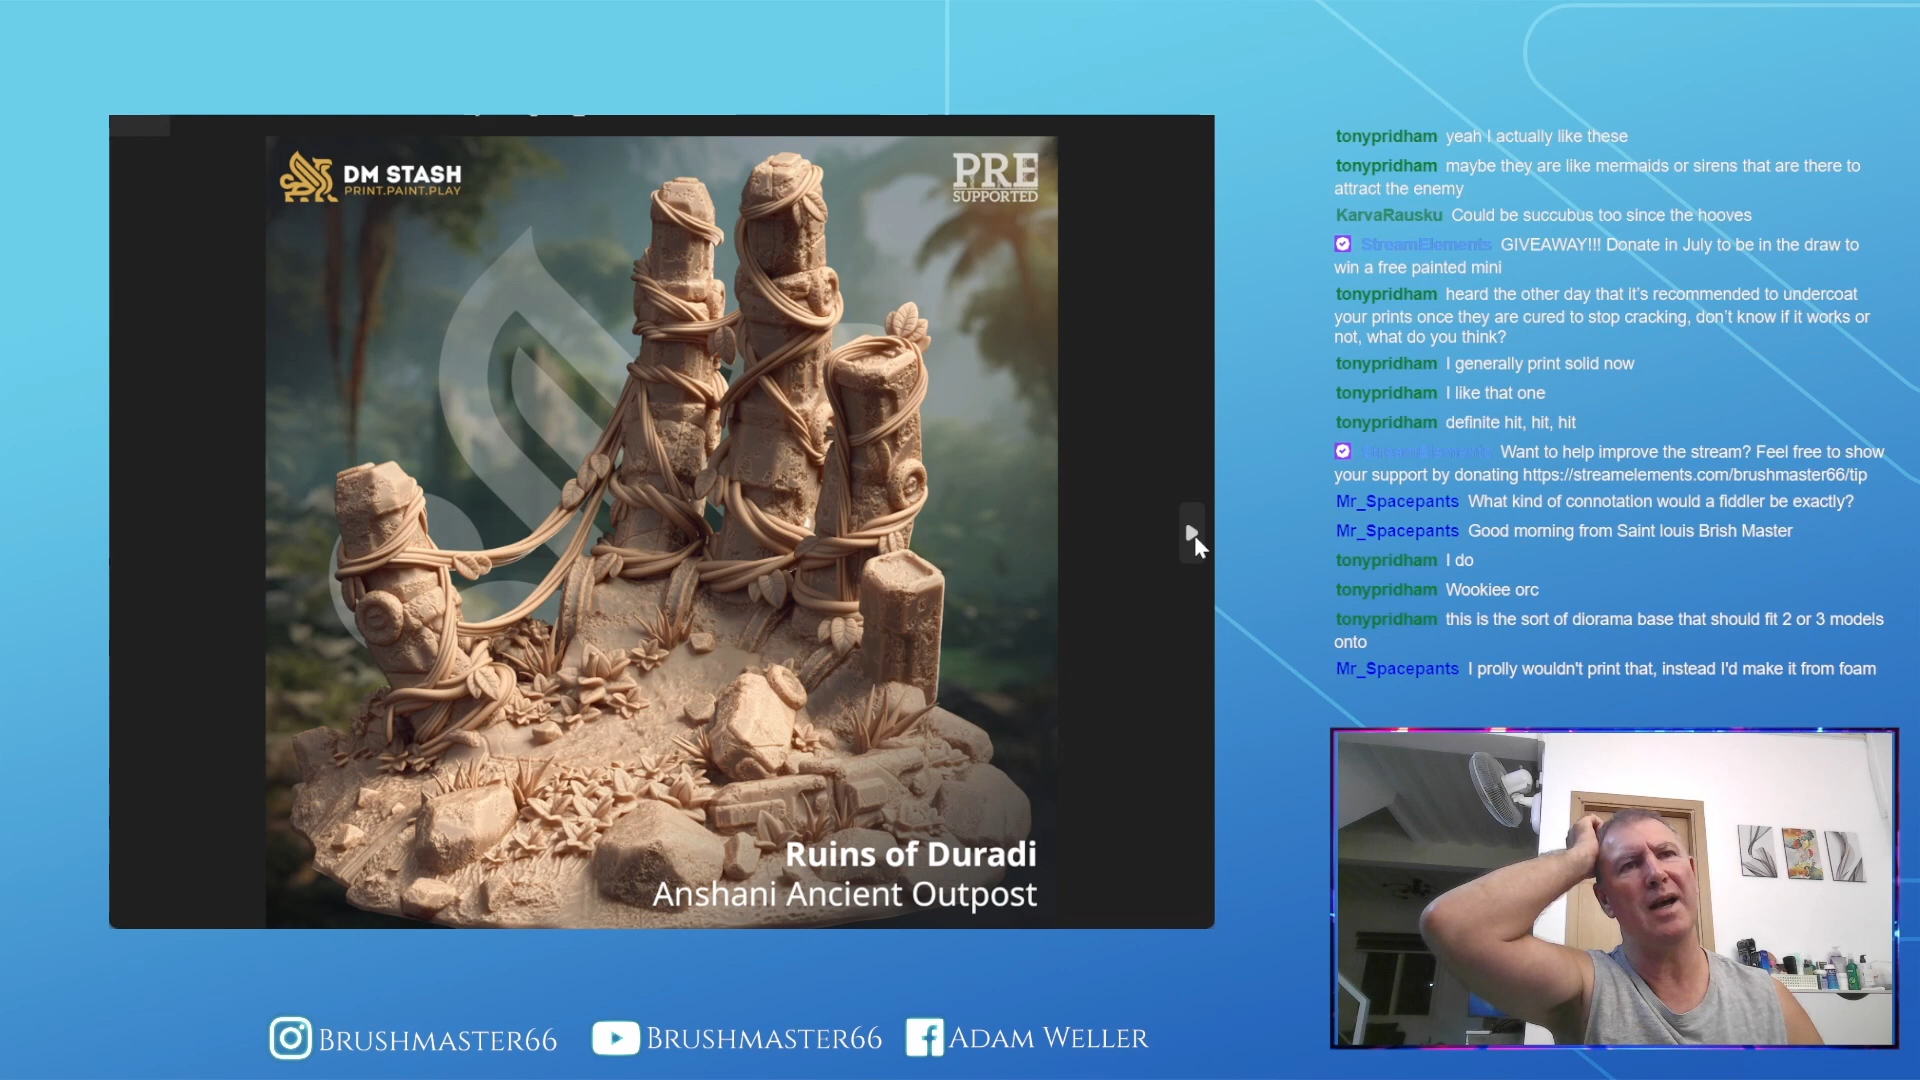 DM STASH
PRINT.PAINT.PLAY
PRE
SUPPORTED
Ruins of Duradi
Anshani Ancient Outpost
tonypridham yeah I actually like these
tonypridham maybe they are like mermaids or sirens that are there to
attract the enemy
KarvaRausku Could be succubus too since the hooves
StreamElements GIVEAWAY!!! Donate in July to be in the draw to
win a free painted mini
tonypridham heard the other day that it's recommended to undercoat
your prints once they are cured to stop cracking, don't know if it works or
not, what do you think?
tonypridham I generally print solid now
tonypridham I like that one
tonypridham definite hit, hit, hit
StreamElements Want to help improve the stream? Feel free to show
your support by donating https://streamelements.com/brushmaster66/tip
Mr_Spacepants What kind of connotation would a fiddler be exactly?
Mr_Spacepants Good morning from Saint louis Brish Master
tonypridham I do
tonypridham Wookiee orc
tonypridham this is the sort of diorama base that should fit 2 or 3 models
onto
Mr_Spacepants I prolly wouldn't print that, instead I'd make it from foam
BRUSHMASTER66
BRUSHMASTER66
ADAM WELLER